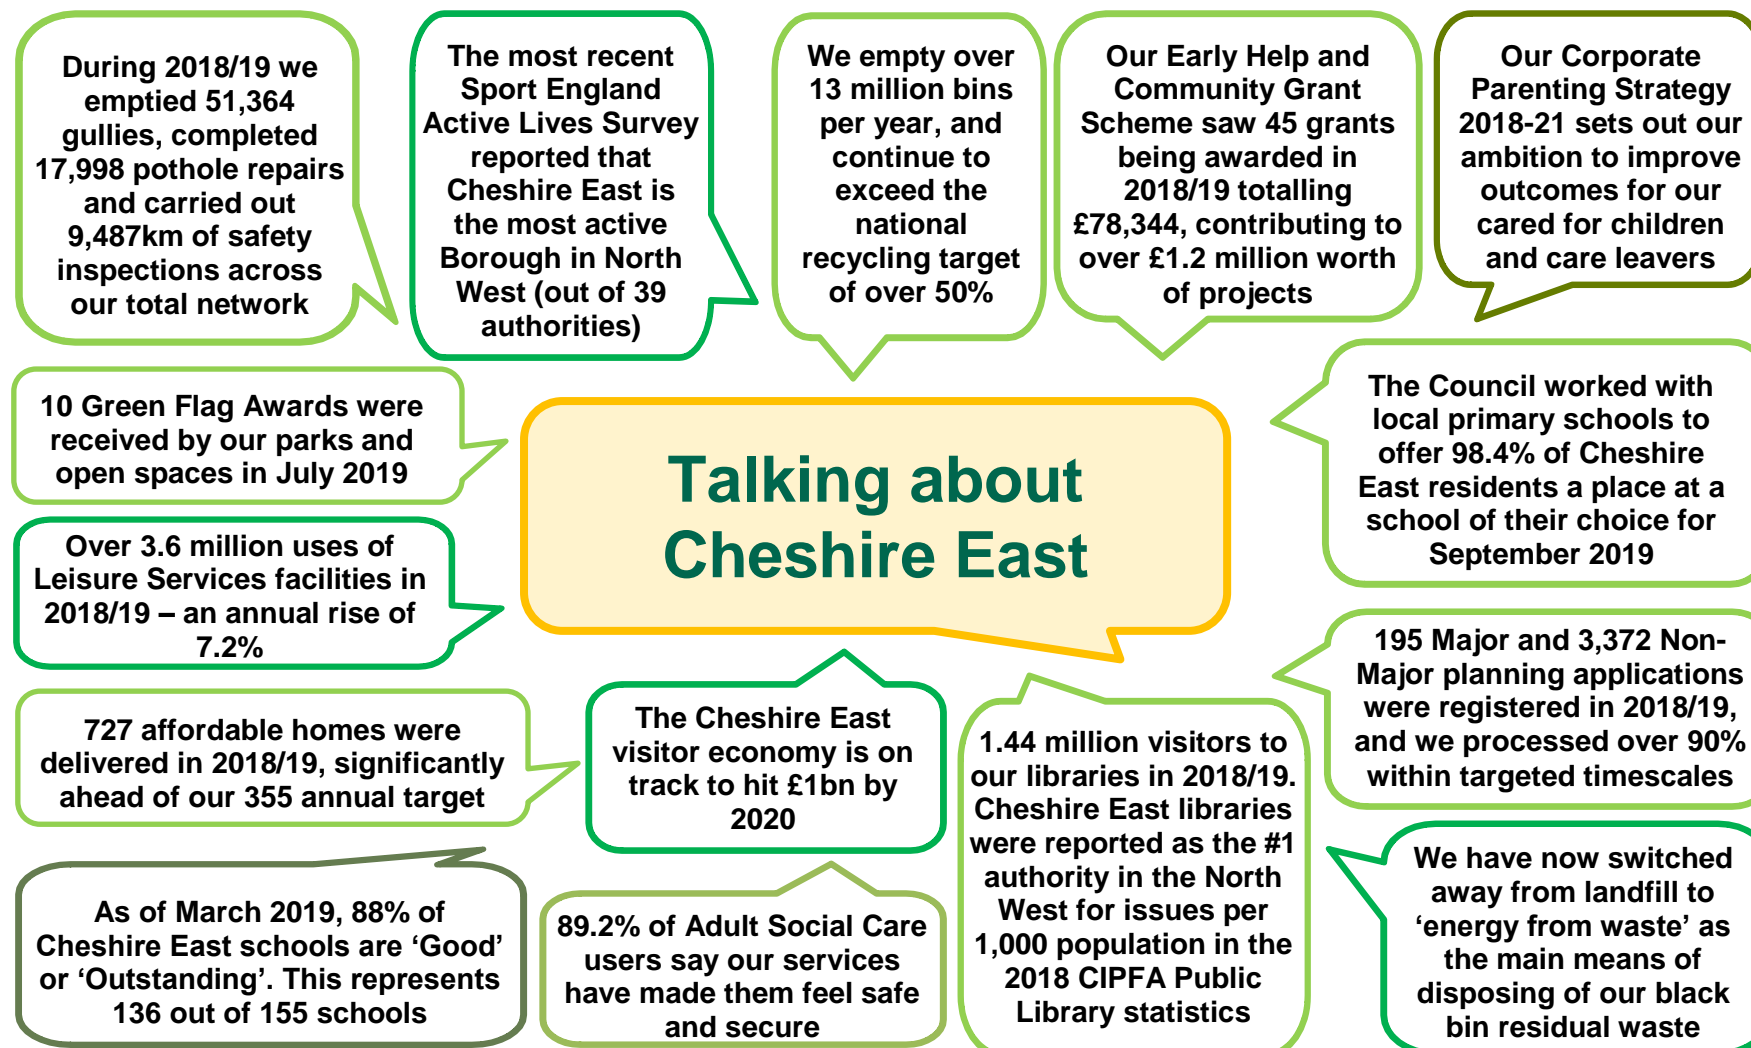 During 2018/19 we
emptied 51,364
gullies, completed
17,998 pothole repairs
and carried out
9,487km of safety
inspections across
our total network
The most recent
Sport England
Active Lives Survey
reported that
Cheshire East is
the most active
Borough in North
West (out of 39
authorities)
We empty over
13 million bins
per year, and
continue to
exceed the
national
recycling target
of over 50%
Our Early Help and
Community Grant
Scheme saw 45 grants
being awarded in
2018/19 totalling
£78,344, contributing to
over £1.2 million worth
of projects
Our Corporate
Parenting Strategy
2018-21 sets out our
ambition to improve
outcomes for our
cared for children
and care leavers
10 Green Flag Awards were
received by our parks and
open spaces in July 2019
Talking about
Cheshire East
The Council worked with
local primary schools to
offer 98.4% of Cheshire
East residents a place at a
school of their choice for
September 2019
Over 3.6 million uses of
Leisure Services facilities in
2018/19 – an annual rise of
7.2%
195 Major and 3,372 Non-
Major planning applications
were registered in 2018/19,
and we processed over 90%
within targeted timescales
727 affordable homes were
delivered in 2018/19, significantly
ahead of our 355 annual target
The Cheshire East
visitor economy is on
track to hit £1bn by
2020
1.44 million visitors to
our libraries in 2018/19.
Cheshire East libraries
were reported as the #1
authority in the North
West for issues per
1,000 population in the
2018 CIPFA Public
Library statistics
We have now switched
away from landfill to
‘energy from waste’ as
the main means of
disposing of our black
bin residual waste
As of March 2019, 88% of
Cheshire East schools are ‘Good’
or ‘Outstanding’. This represents
136 out of 155 schools
89.2% of Adult Social Care
users say our services
have made them feel safe
and secure